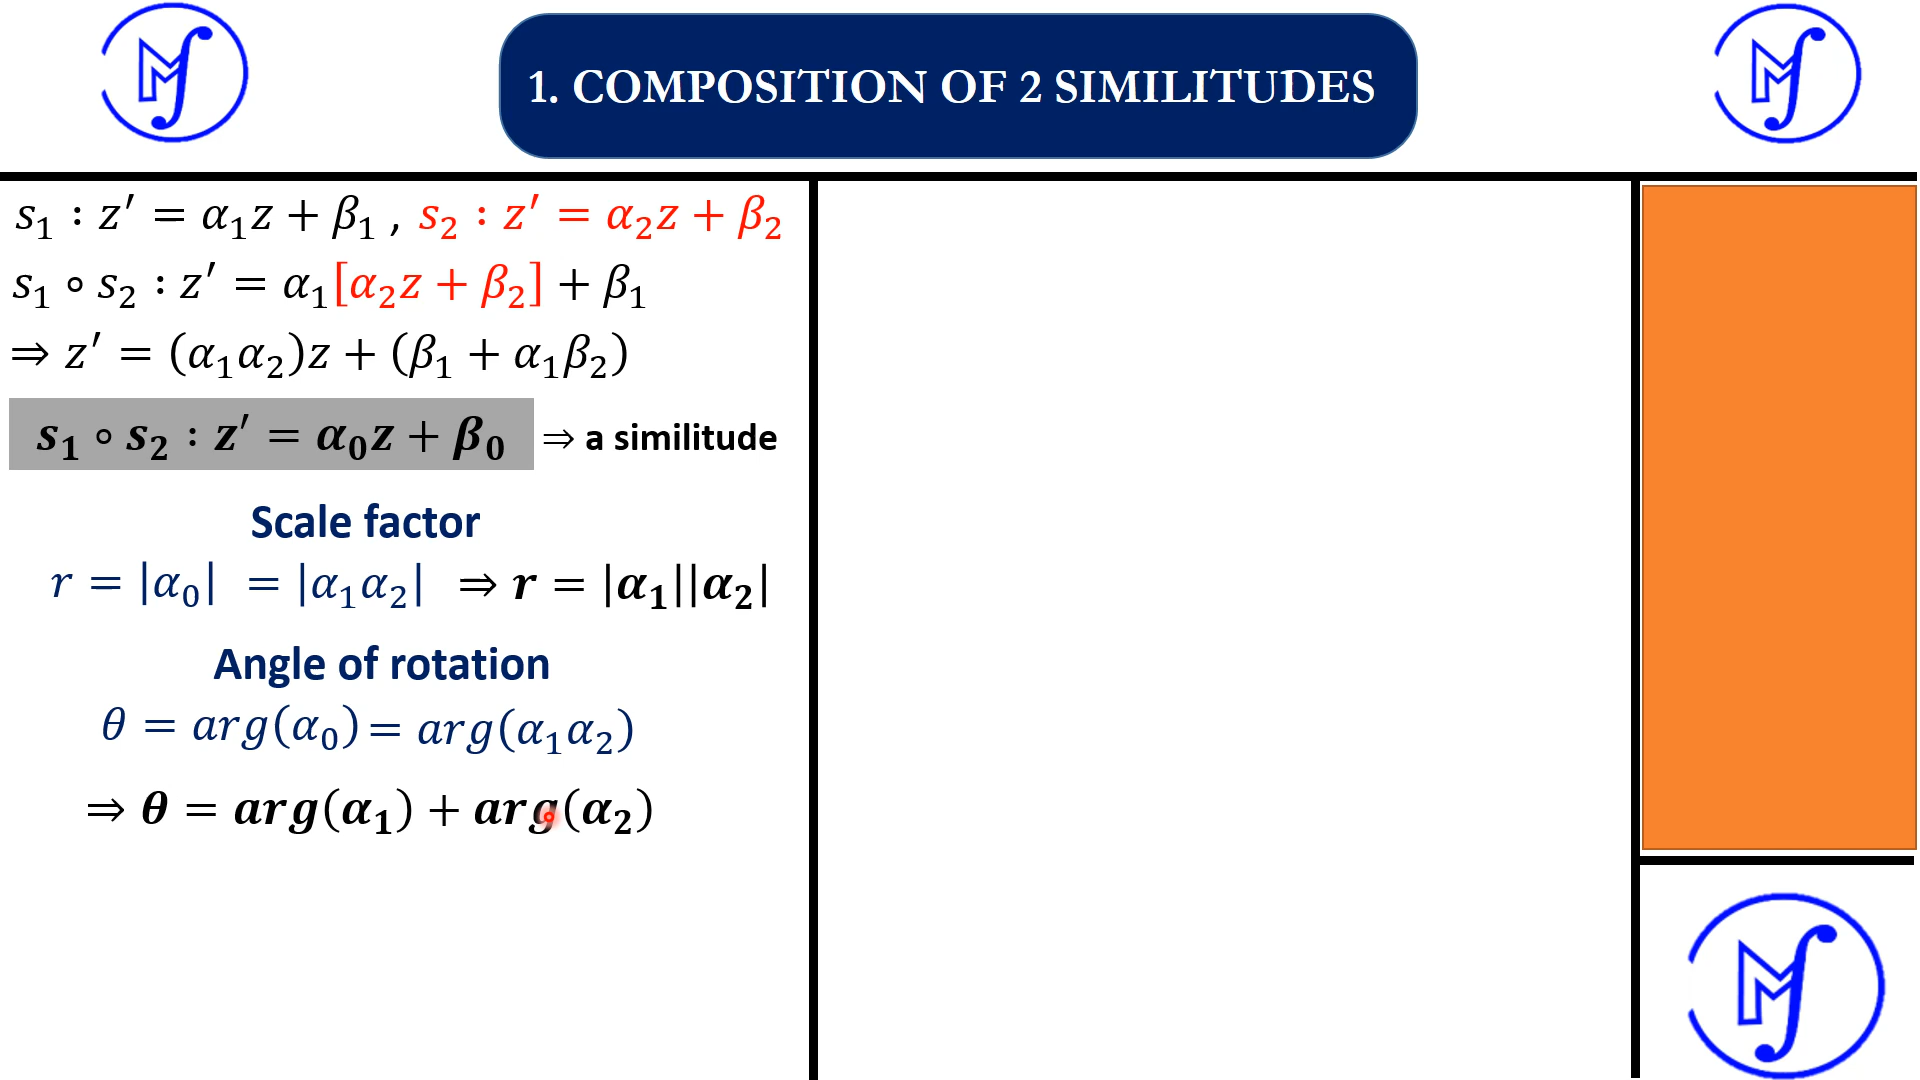 1. COMPOSITION OF 2 SIMILITUDES
s₁ : z′ = α₁z + β₁ , s₂ : z′ = α₂z + β₂
s₁ ∘ s₂ : z′ = α₁[α₂z + β₂] + β₁
⇒ z′ = (α₁α₂)z + (β₁ + α₁β₂)
s₁ ∘ s₂ : z′ = α₀z + β₀ ⇒ a similitude
Scale factor
r = |α₀| = |α₁α₂| ⇒ r = |α₁||α₂|
Angle of rotation
θ = arg(α₀) = arg(α₁α₂)
⇒ θ = arg(α₁) + arg(α₂)